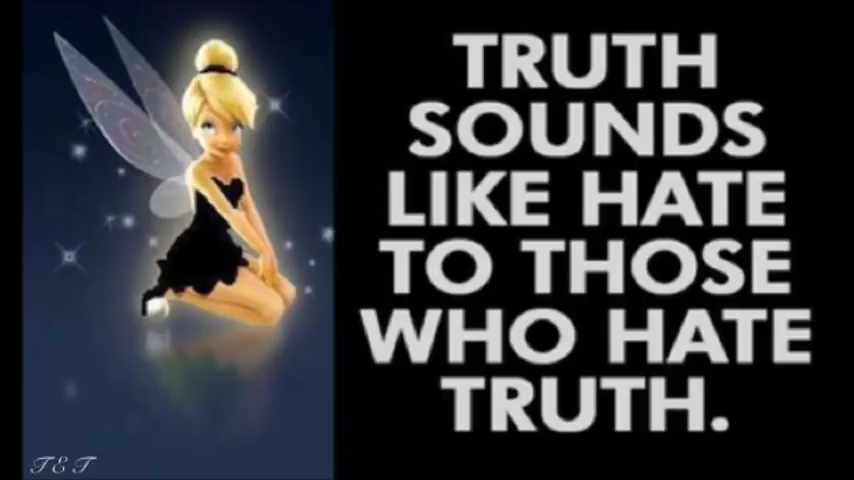 TRUTH
SOUNDS
LIKE HATE
TO THOSE
WHO HATE
TRUTH.
T&T